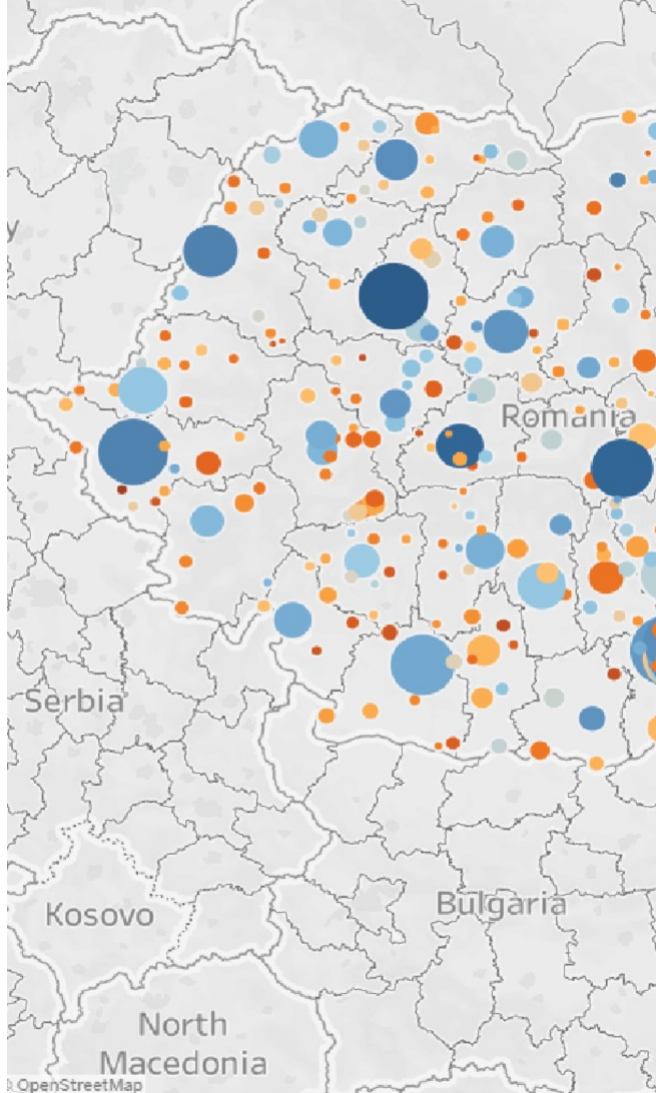 y
Romania
Serbia
Kosovo
Bulgaria
North
Macedonia
© OpenStreetMap